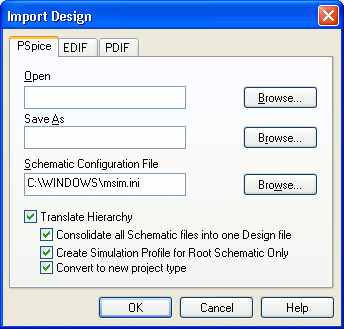 Import Design
PSpice EDIF PDIF
Open
Browse...
Save As
Browse...
Schematic Configuration File
C:\WINDOWS\msim.ini Browse...
Translate Hierarchy
Consolidate all Schematic files into one Design file
Create Simulation Profile for Root Schematic Only
Convert to new project type
OK Cancel Help